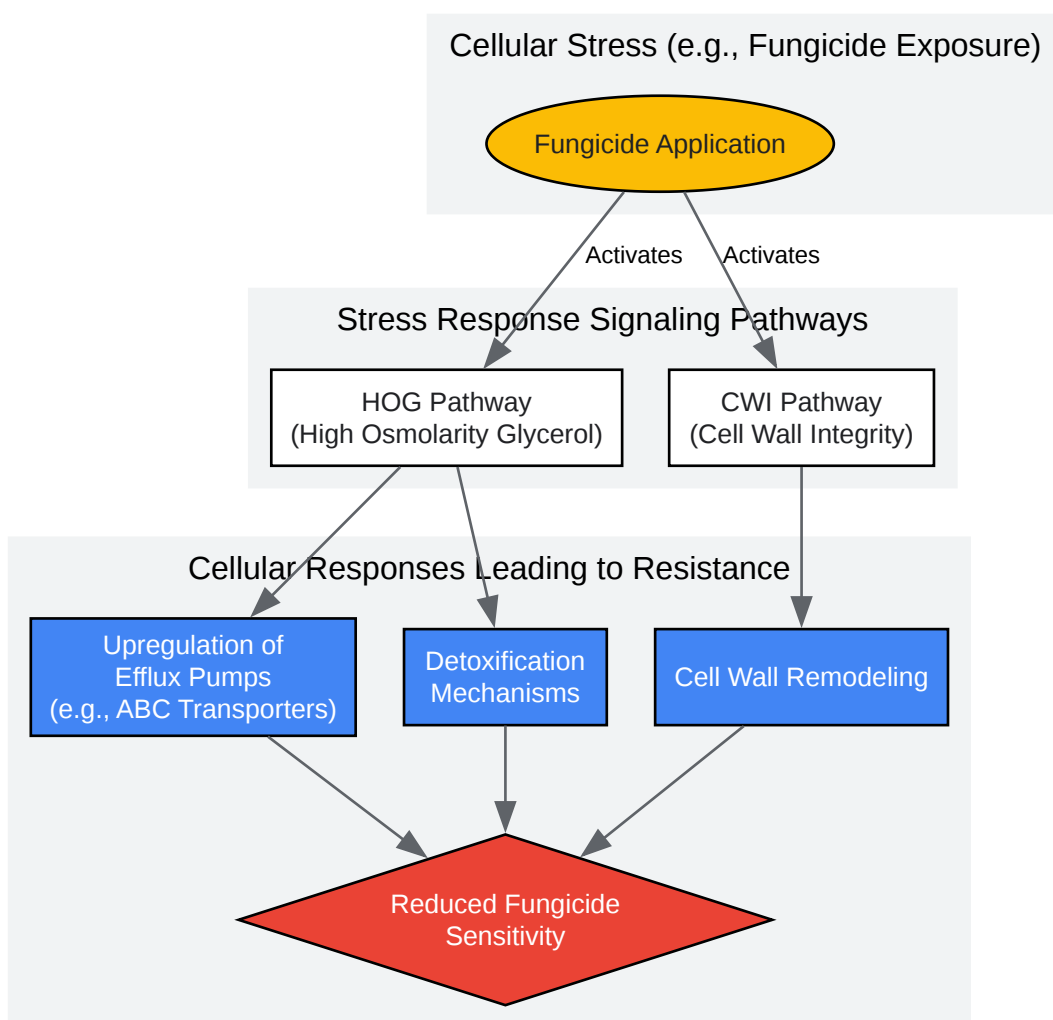 Cellular Stress (e.g., Fungicide Exposure)
Fungicide Application
Activates
Activates
Stress Response Signaling Pathways
HOG Pathway
(High Osmolarity Glycerol)
CWI Pathway
(Cell Wall Integrity)
Cellular Responses Leading to Resistance
Upregulation of
Efflux Pumps
(e.g., ABC Transporters)
Detoxification
Mechanisms
Cell Wall Remodeling
Reduced Fungicide
Sensitivity